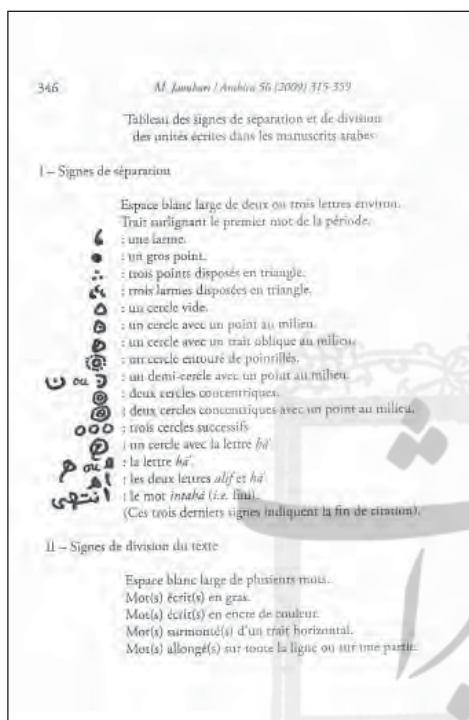 346 M. Jaouhari / Arabica 56 (2009) 315-359
Tableau des signes de séparation et de division
des unités écrites dans les manuscrits arabes
I – Signes de séparation
Espace blanc large de deux ou trois lettres environ.
Trait surlignant le premier mot de la période.
: une larme.
: un gros point.
: trois points disposés en triangle.
: trois larmes disposées en triangle.
: un cercle vide.
: un cercle avec un point au milieu.
: un cercle avec un trait oblique au milieu.
: un cercle entouré de pointillés.
ou : un demi-cercle avec un point au milieu.
: deux cercles concentriques.
: deux cercles concentriques avec un point au milieu.
: trois cercles successifs
: un cercle avec la lettre hā’
ou : la lettre hā’.
: les deux lettres alif et hā’
انتهى : le mot intahā (i.e. fini).
(Ces trois derniers signes indiquent la fin de citation).
II – Signes de division du texte
Espace blanc large de plusieurs mots.
Mot(s) écrit(s) en gras.
Mot(s) écrit(s) en encre de couleur.
Mot(s) surmonté(s) d'un trait horizontal.
Mot(s) allongé(s) sur toute la ligne ou sur une partie.